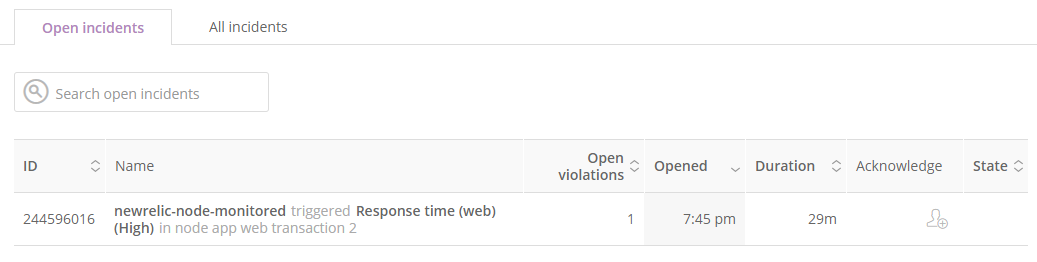 Open incidents All incidents
Search open incidents
ID Name Open violations Opened Duration Acknowledge State
244596016 newrelic-node-monitored triggered Response time (web) 1 7:45 pm 29m
(High) in node app web transaction 2